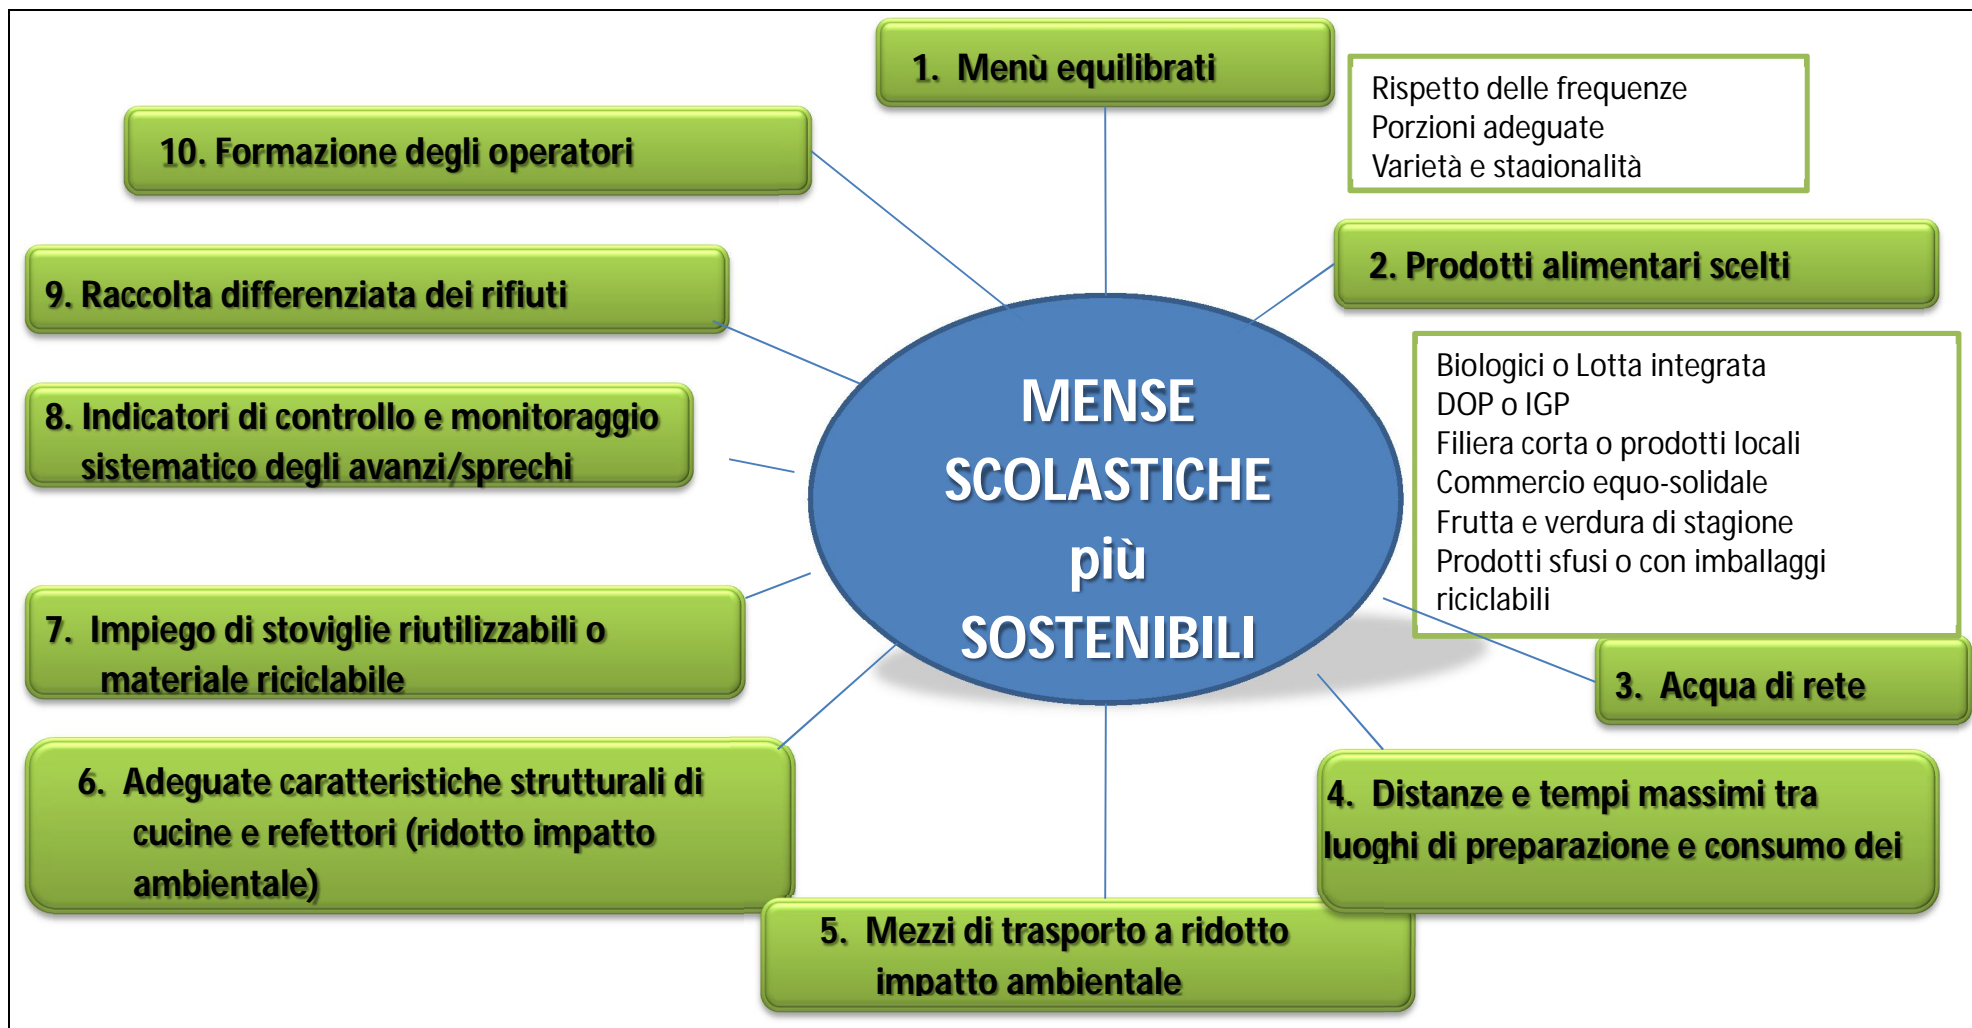 MENSE
SCOLASTICHE
più
SOSTENIBILI
1. Menù equilibrati
Rispetto delle frequenze
Porzioni adeguate
Varietà e stagionalità
2. Prodotti alimentari scelti
Biologici o Lotta integrata
DOP o IGP
Filiera corta o prodotti locali
Commercio equo-solidale
Frutta e verdura di stagione
Prodotti sfusi o con imballaggi
riciclabili
3. Acqua di rete
4. Distanze e tempi massimi tra
luoghi di preparazione e consumo dei
5. Mezzi di trasporto a ridotto
impatto ambientale
6. Adeguate caratteristiche strutturali di
cucine e refettori (ridotto impatto
ambientale)
7. Impiego di stoviglie riutilizzabili o
materiale riciclabile
8. Indicatori di controllo e monitoraggio
sistematico degli avanzi/sprechi
9. Raccolta differenziata dei rifiuti
10. Formazione degli operatori